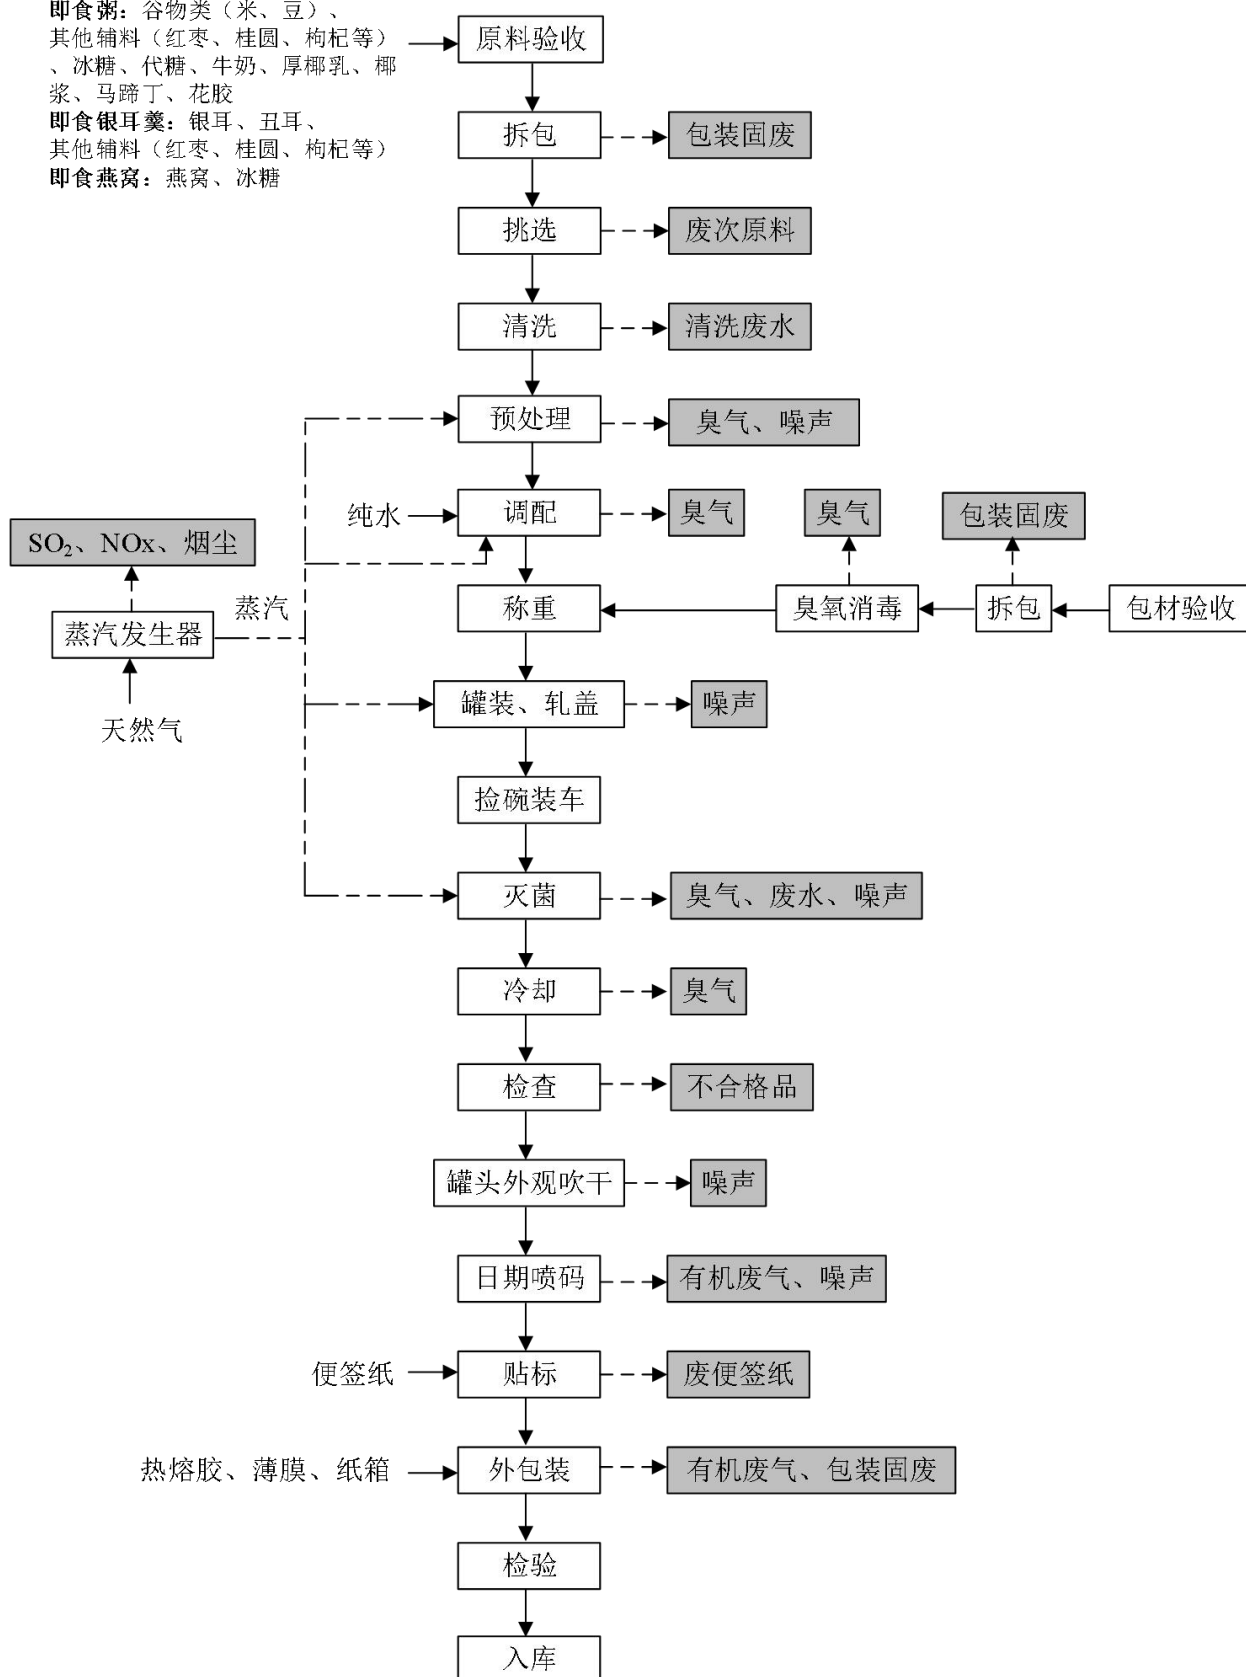 即食粥：谷物类（米、豆）、
其他辅料（红枣、桂圆、枸杞等）
、冰糖、代糖、牛奶、厚椰乳、椰
浆、马蹄丁、花胶
即食银耳羹：银耳、丑耳、
其他辅料（红枣、桂圆、枸杞等）
即食燕窝：燕窝、冰糖
原料验收
拆包
包装固废
挑选
废次原料
清洗
清洗废水
预处理
臭气、噪声
纯水
调配
臭气
臭气
包装固废
SO₂、NOx、烟尘
蒸汽
蒸汽发生器
天然气
称重
臭氧消毒
拆包
包材验收
罐装、轧盖
噪声
捡碗装车
灭菌
臭气、废水、噪声
冷却
臭气
检查
不合格品
罐头外观吹干
噪声
日期喷码
有机废气、噪声
便签纸
贴标
废便签纸
热熔胶、薄膜、纸箱
外包装
有机废气、包装固废
检验
入库